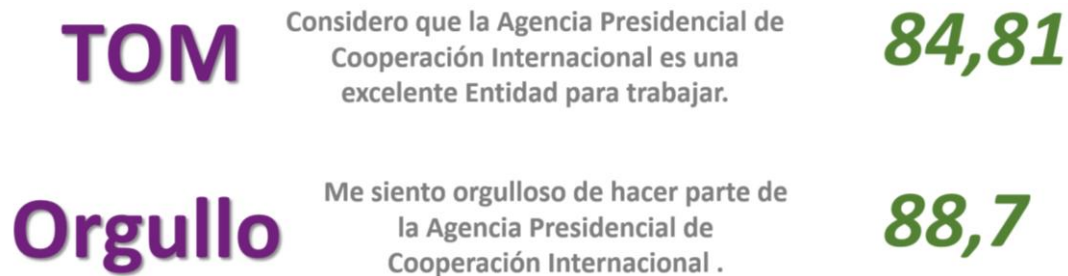 TOM
Considero que la Agencia Presidencial de
Cooperación Internacional es una
excelente Entidad para trabajar.
84,81
Orgullo
Me siento orgulloso de hacer parte de
la Agencia Presidencial de
Cooperación Internacional .
88,7